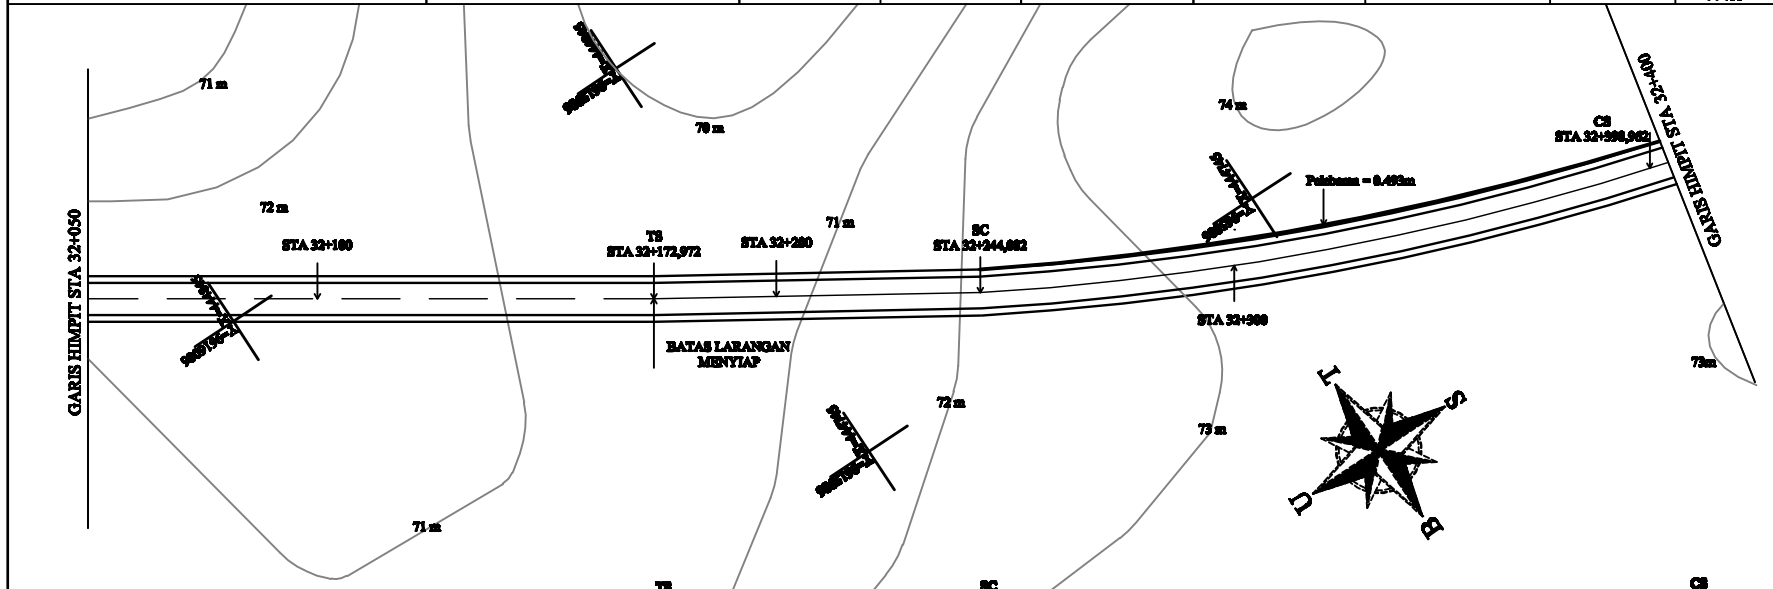 71 m
70 m
74 m
GARIS HIMPIT STA 32+400
CS
STA 32+398,962
Pelebaran = 0.493m
72 m
71 m
STA 32+100
TS
STA 32+172,972
STA 32+200
SC
STA 32+244,082
GARIS HIMPIT STA 32+050
STA 32+300
BATAS LARANGAN
MENYIAP
73m
72 m
73 m
71 m
T
S
U
B
TS
SC
CS